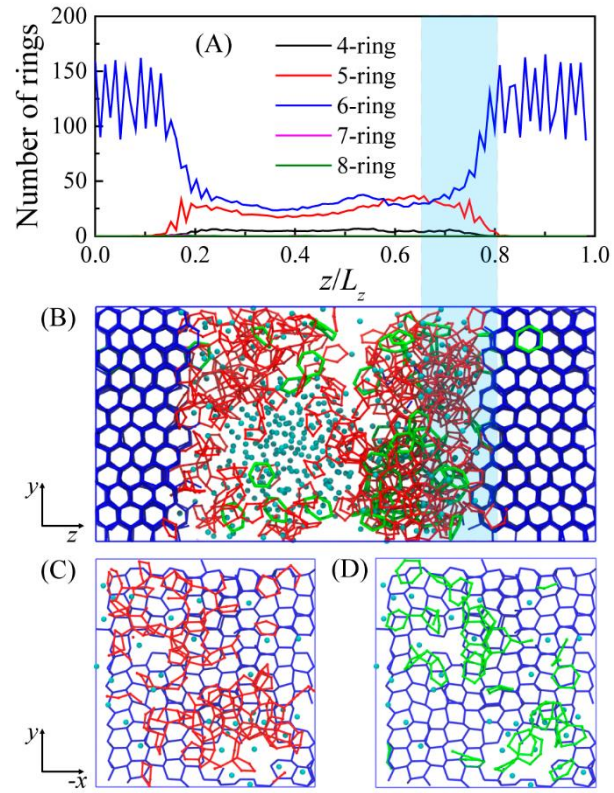 200
(A)
4-ring
150
5-ring
6-ring
100
7-ring
8-ring
50
0
Number of rings
0.0 0.2 0.4 0.6 0.8 1.0
z/Lz
(B)
y
z
(C) (D)
y
-x